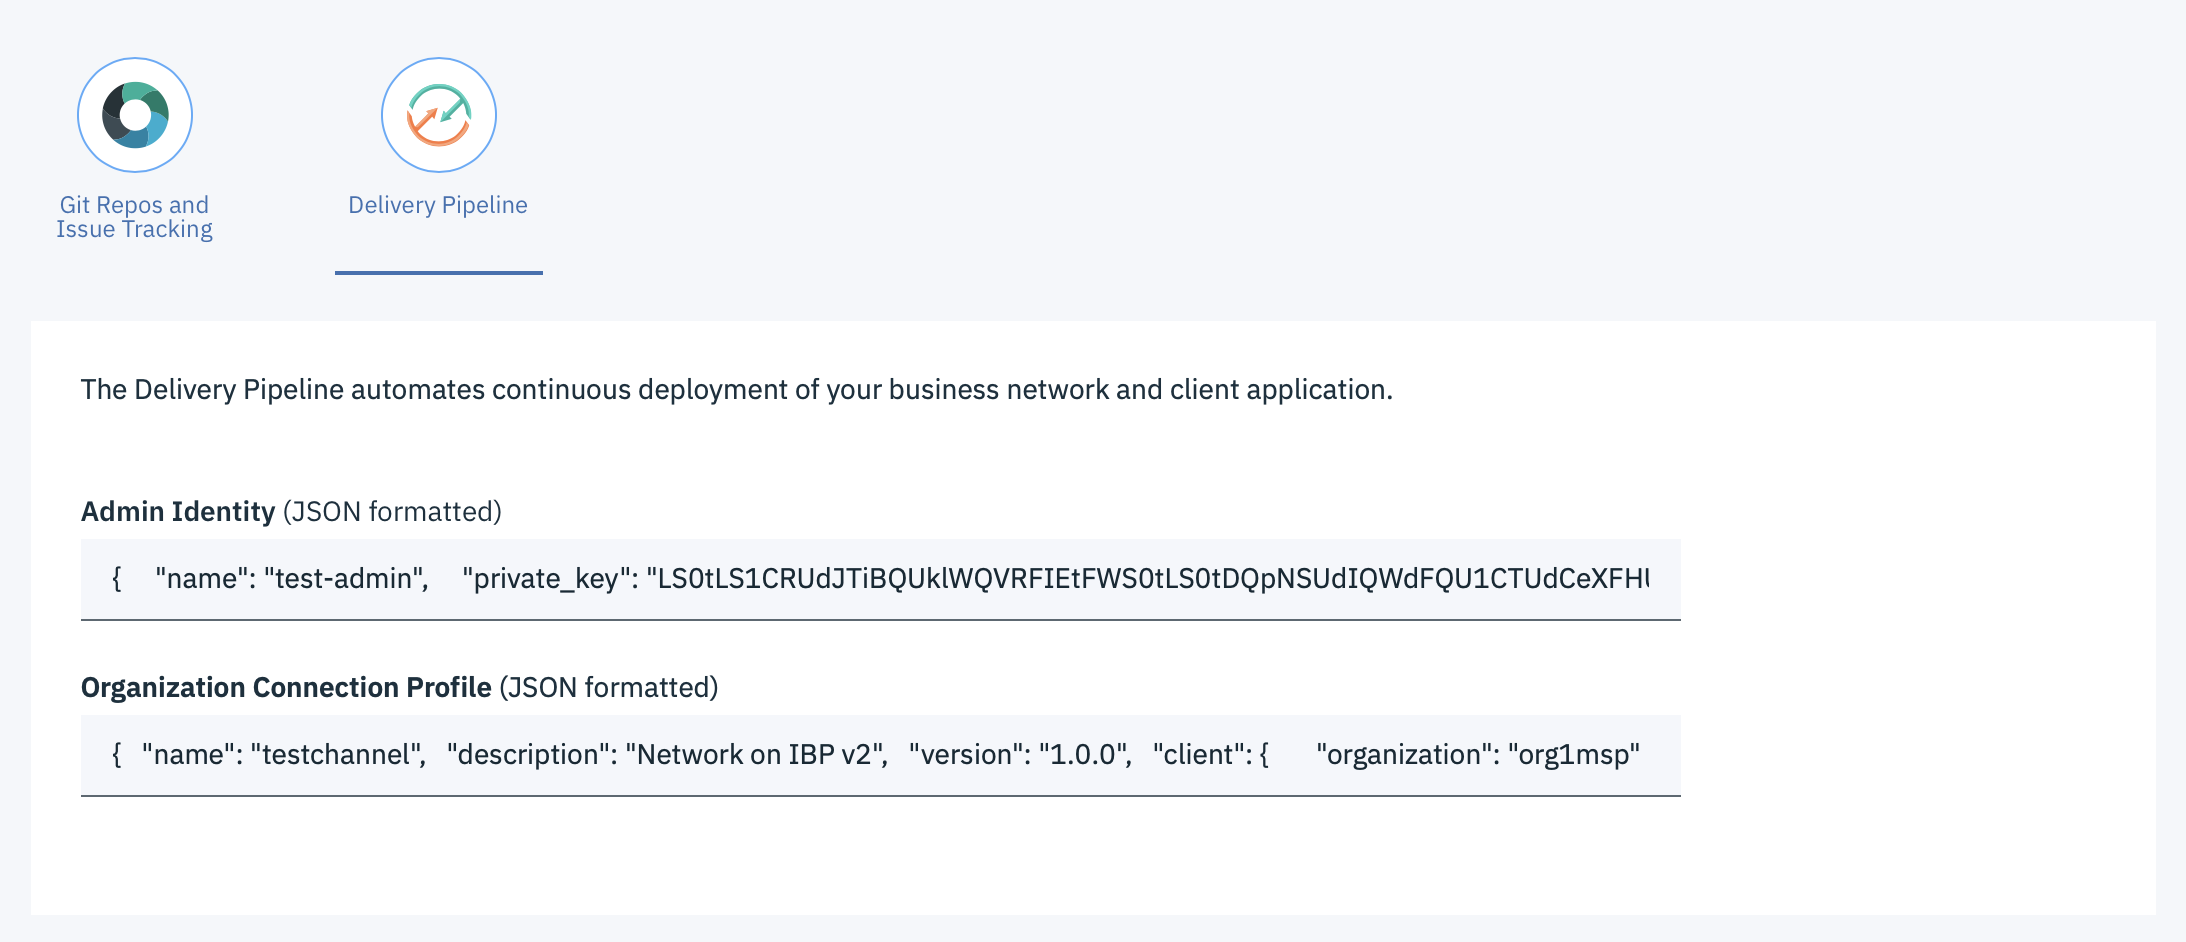 Git Repos and
Issue Tracking
Delivery Pipeline
The Delivery Pipeline automates continuous deployment of your business network and client application.
Admin Identity (JSON formatted)
{ "name": "test-admin", "private_key": "LS0tLS1CRUdJTiBQUklWQVRFIEtFWS0tLS0tDQpNSUdIQWdFQU1CTUdCeXFH
Organization Connection Profile (JSON formatted)
{ "name": "testchannel", "description": "Network on IBP v2", "version": "1.0.0", "client": { "organization": "org1msp"